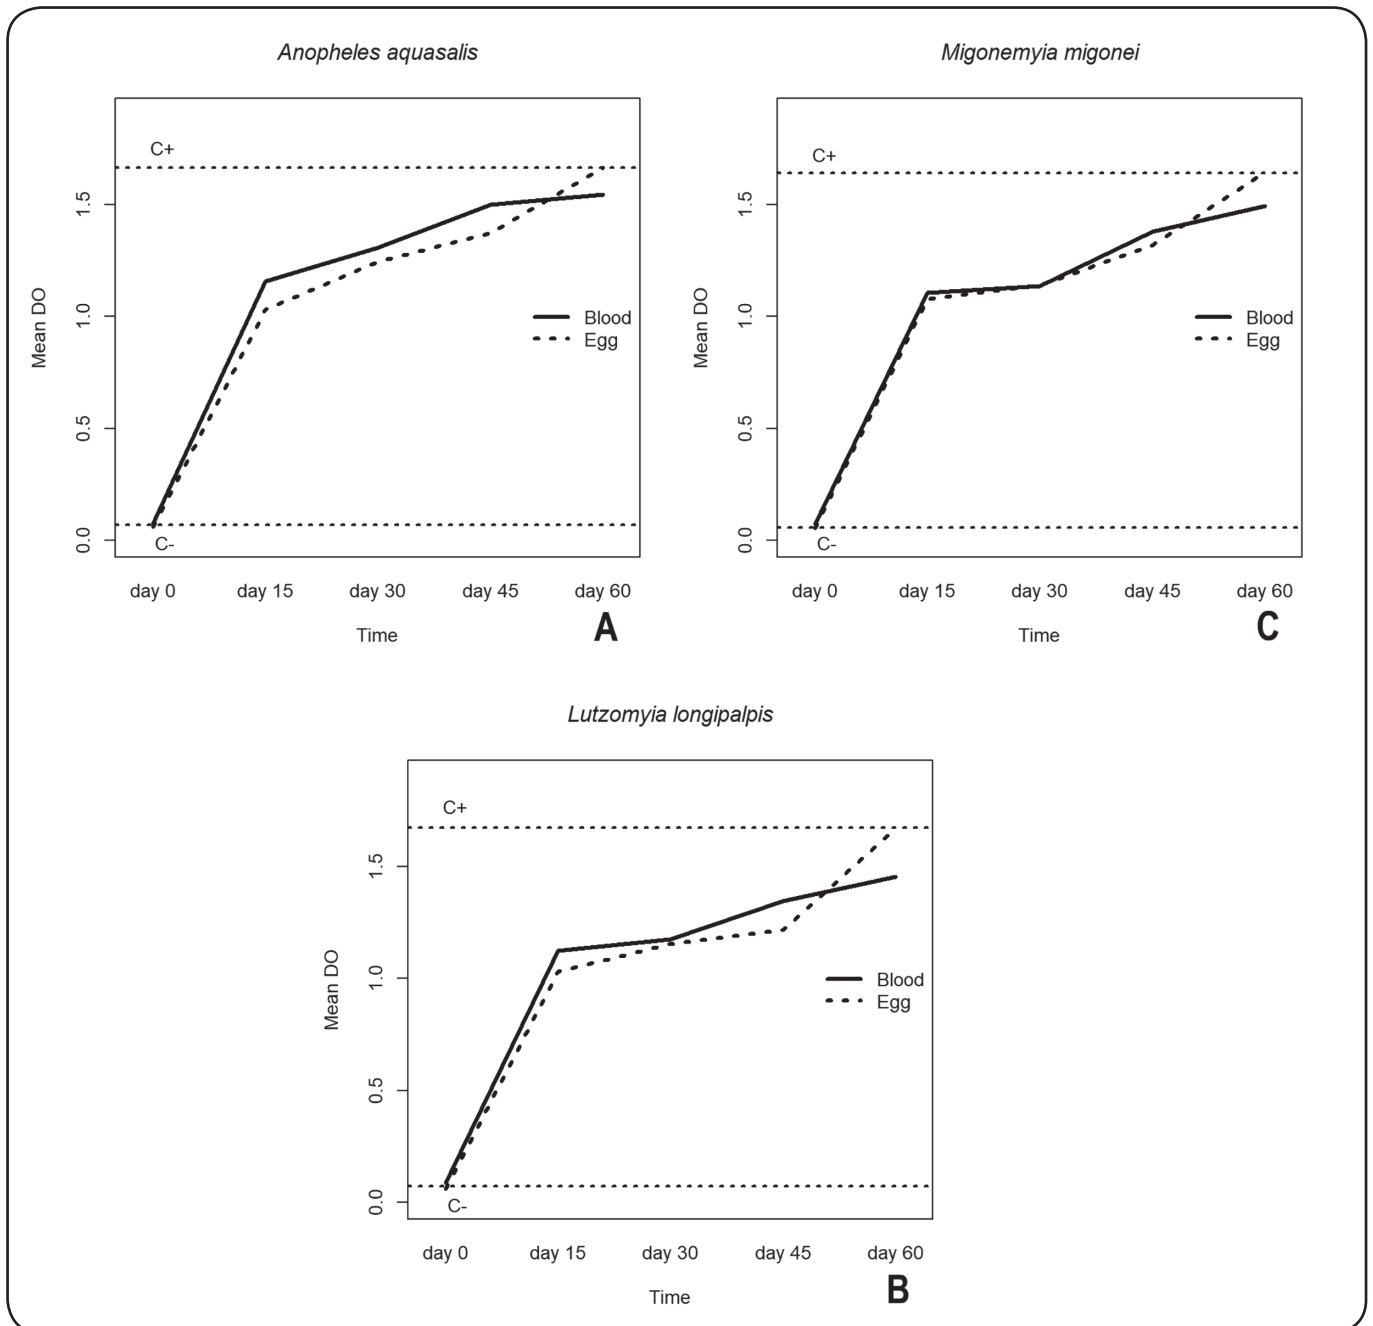 Anopheles aquasalis
C+
1.5
1.0
0.5
0.0
Mean DO
Blood
Egg
C-
day 0 day 15 day 30 day 45 day 60
Time
A
Migonemyia migonei
C+
1.5
1.0
0.5
0.0
Mean DO
Blood
Egg
C-
day 0 day 15 day 30 day 45 day 60
Time
C
Lutzomyia longipalpis
C+
1.5
1.0
0.5
0.0
Mean DO
Blood
Egg
C-
day 0 day 15 day 30 day 45 day 60
Time
B